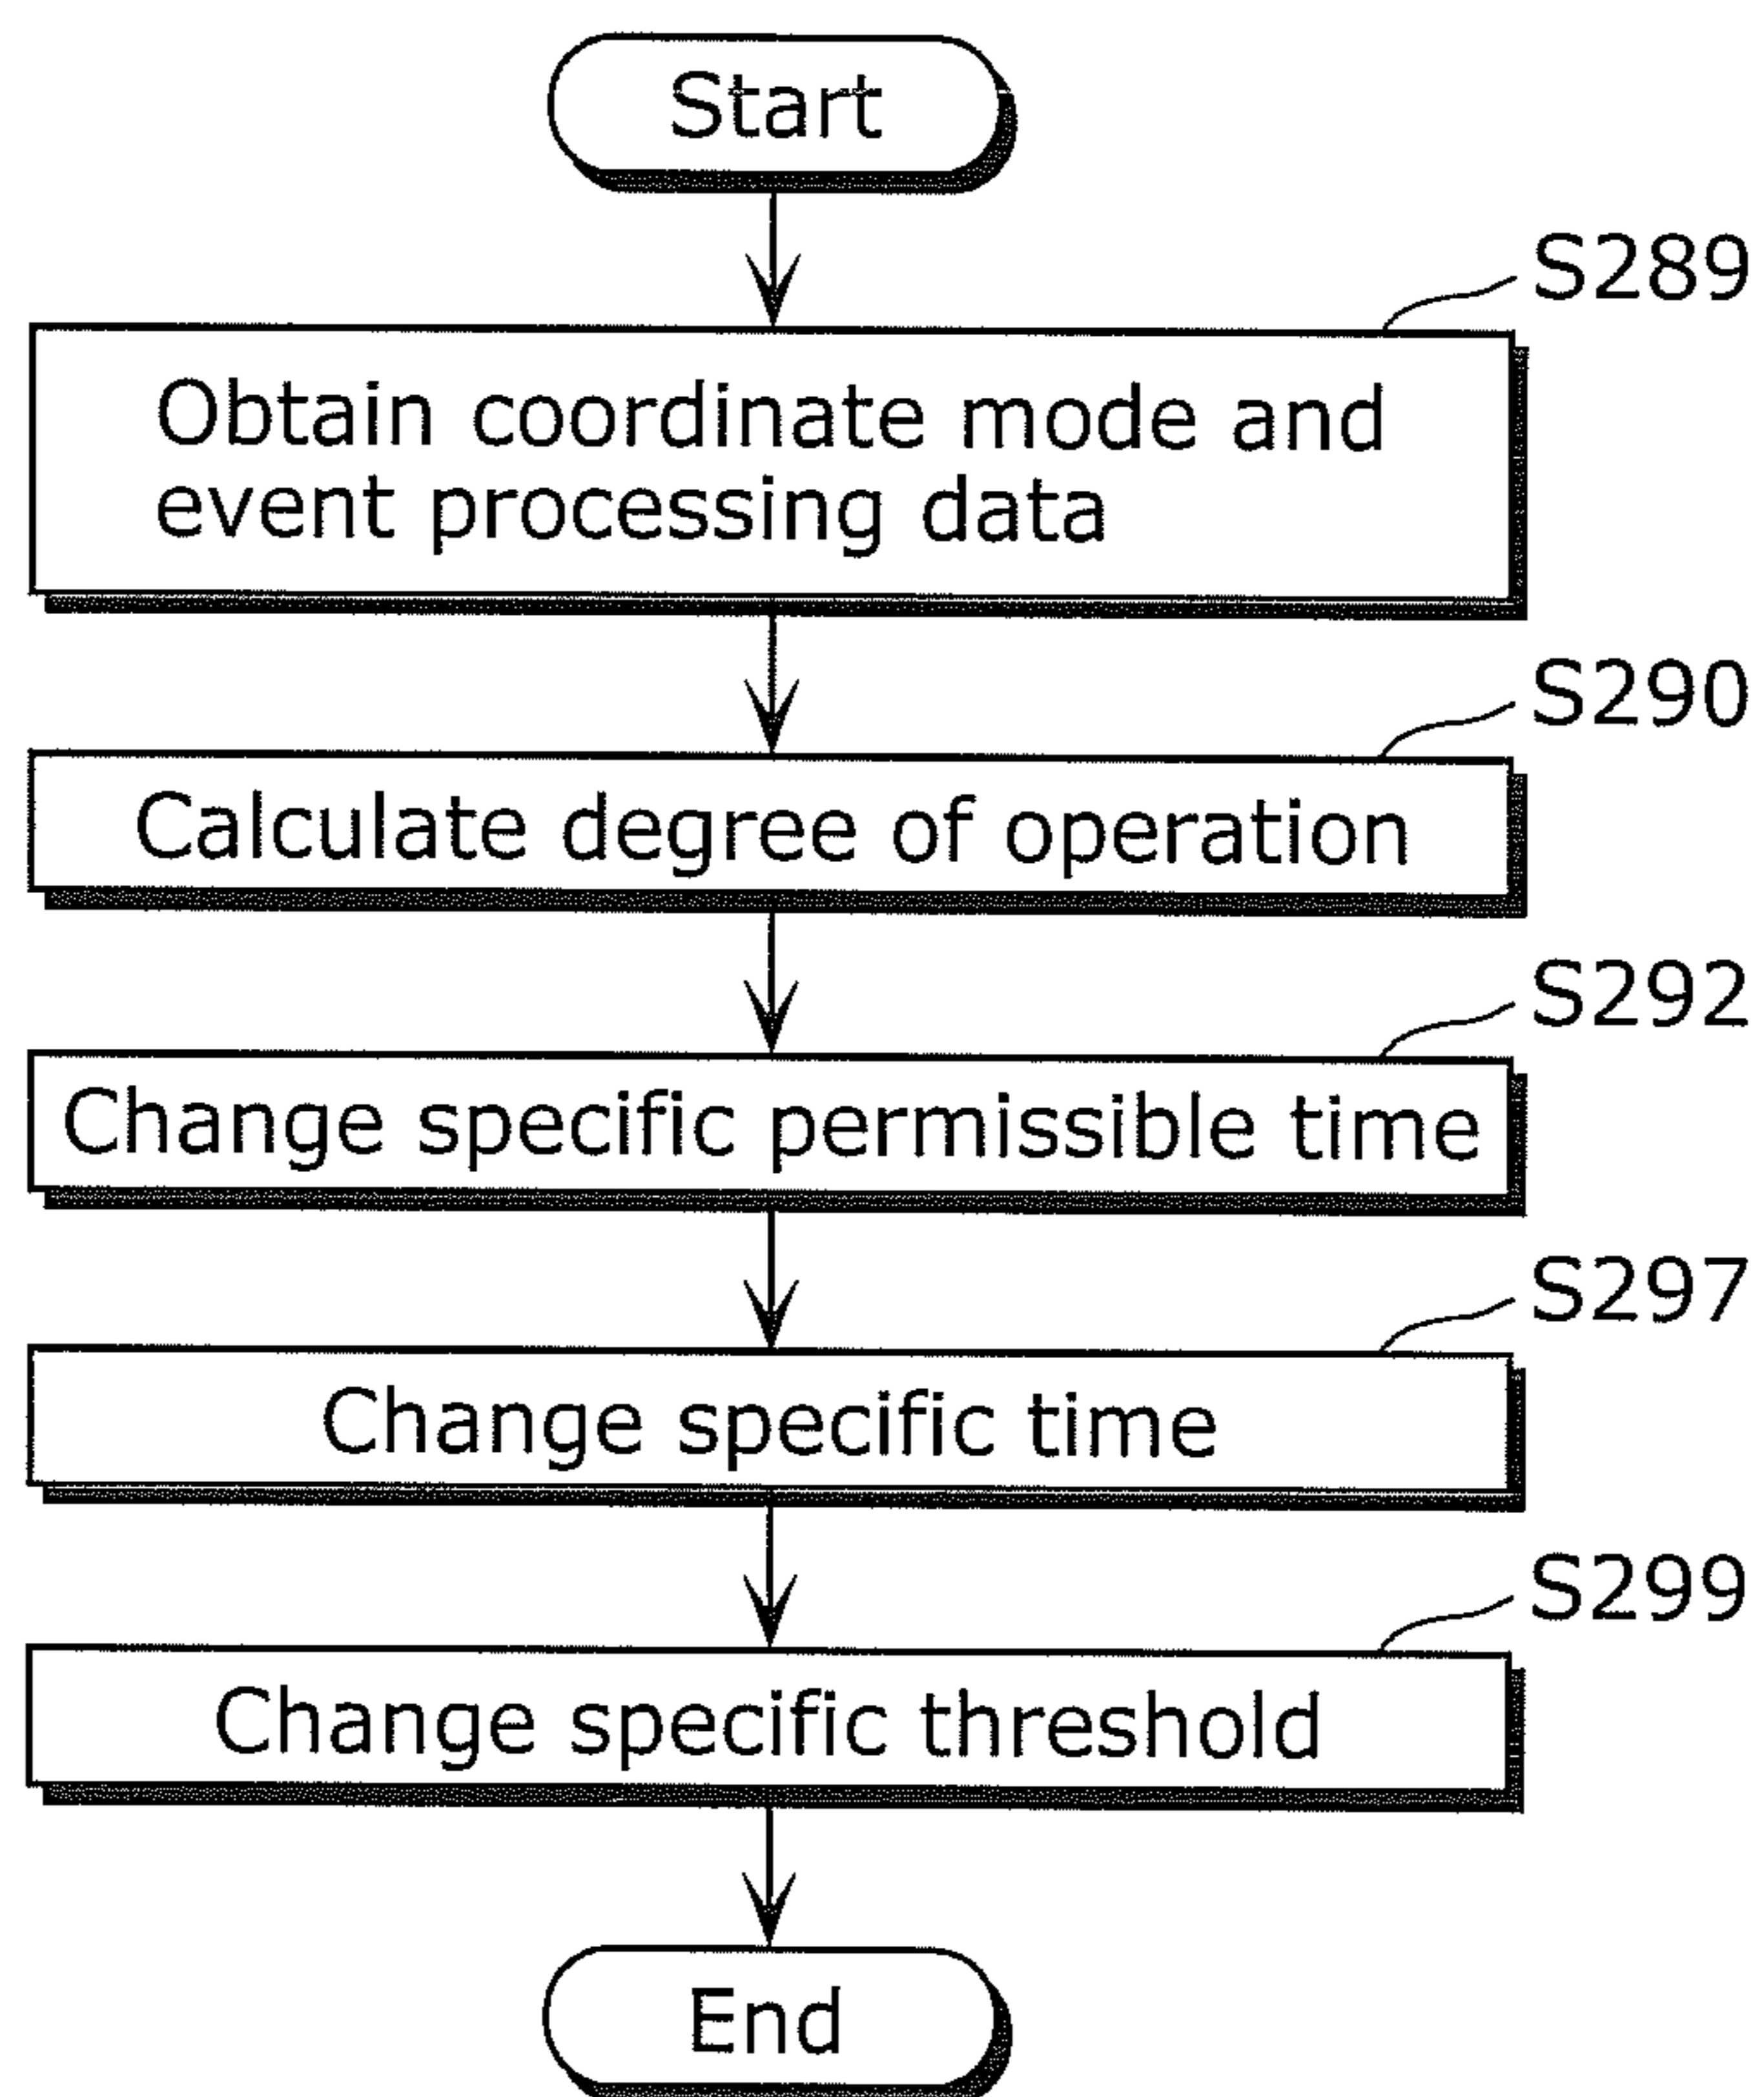 Start
S289
Obtain coordinate mode and
event processing data
S290
Calculate degree of operation
S292
Change specific permissible time
S297
Change specific time
S299
Change specific threshold
End